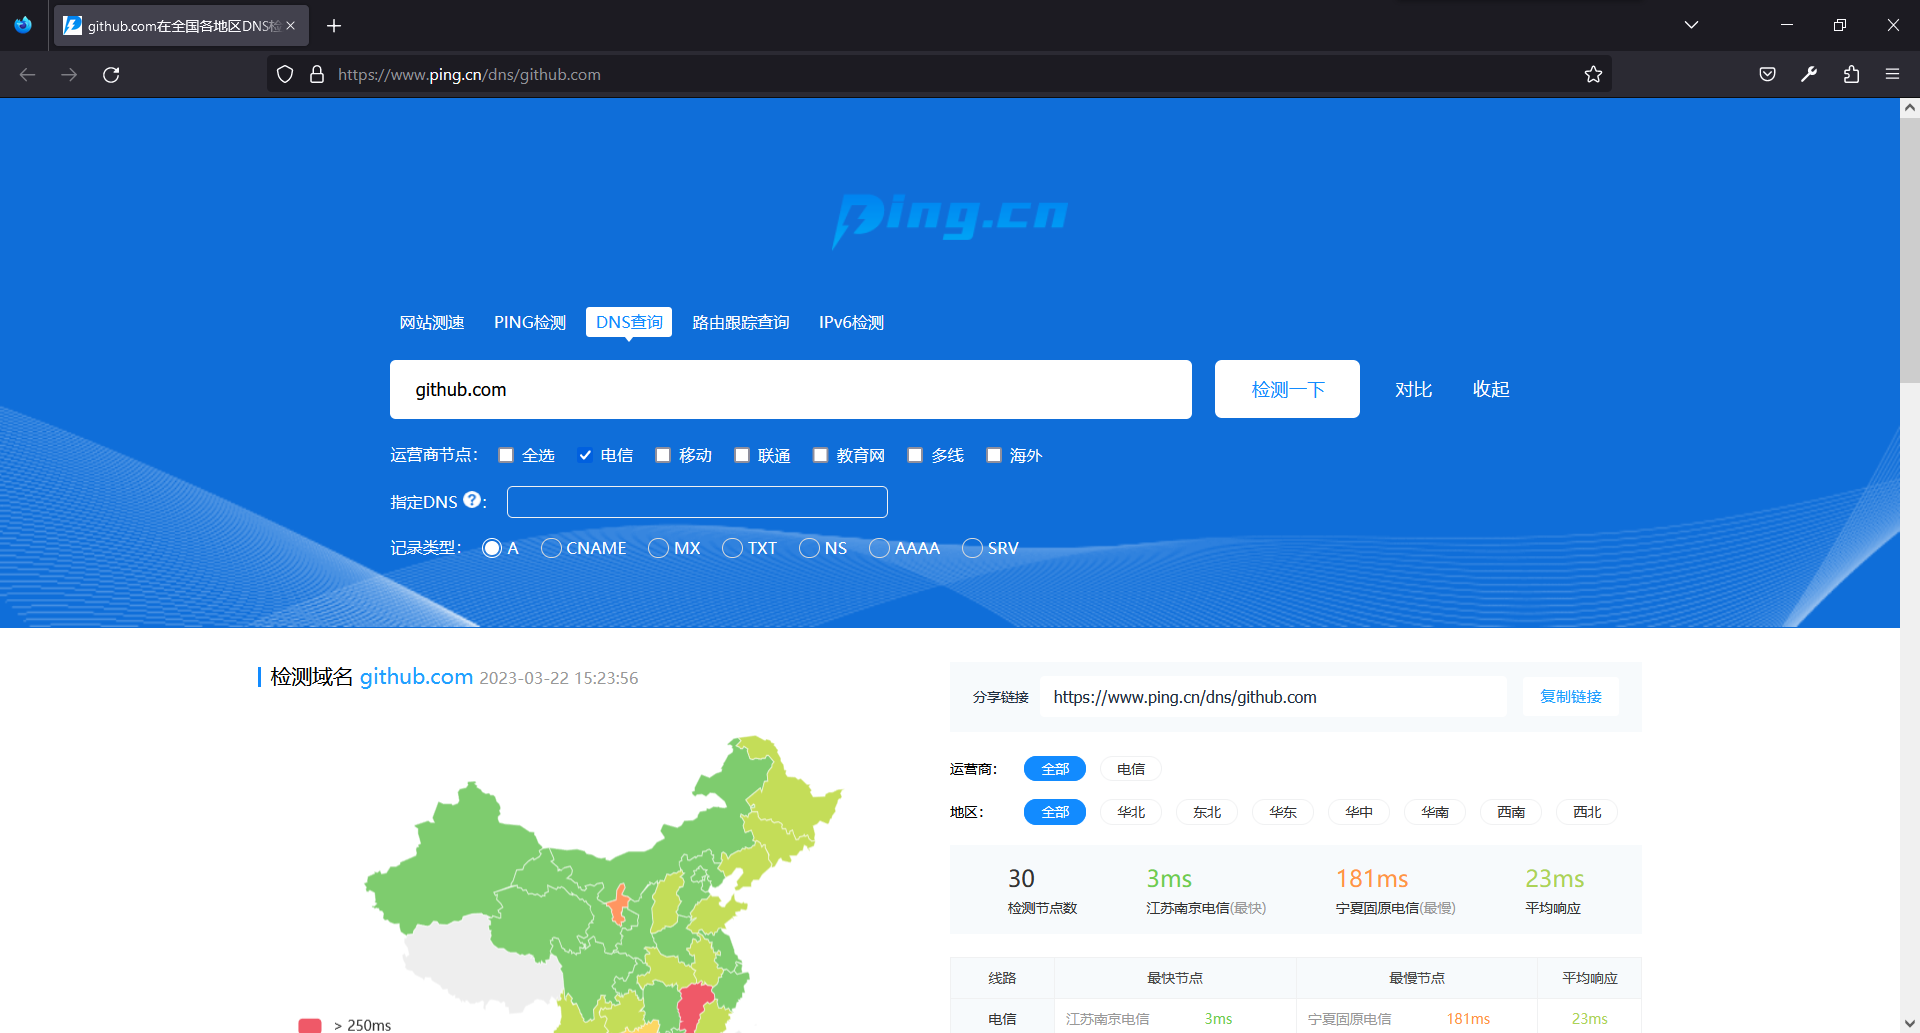 github.com在全国各地区DNS检
https://www.ping.cn/dns/github.com
Ping.cn
网站测速 PING检测 DNS查询 路由跟踪查询 IPv6检测
github.com 检测一下 对比 收起
运营商节点： 全选 电信 移动 联通 教育网 多线 海外
指定DNS ?：
记录类型： A CNAME MX TXT NS AAAA SRV
检测域名 github.com 2023-03-22 15:23:56
分享链接 https://www.ping.cn/dns/github.com 复制链接
运营商： 全部 电信
地区： 全部 华北 东北 华东 华中 华南 西南 西北
30 3ms 181ms 23ms
检测节点数 江苏南京电信(最快) 宁夏固原电信(最慢) 平均响应
线路 最快节点 最慢节点 平均响应
电信 江苏南京电信 3ms 宁夏固原电信 181ms 23ms
> 250ms